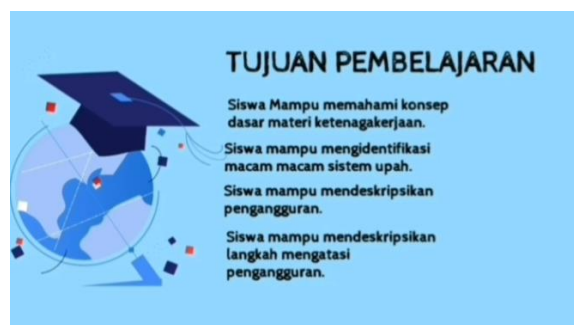 TUJUAN PEMBELAJARAN
Siswa Mampu memahami konsep
dasar materi ketenagakerjaan.
Siswa mampu mengidentifikasi
macam macam sistem upah.
Siswa mampu mendeskripsikan
pengangguran.
Siswa mampu mendeskripsikan
langkah mengatasi
pengangguran.